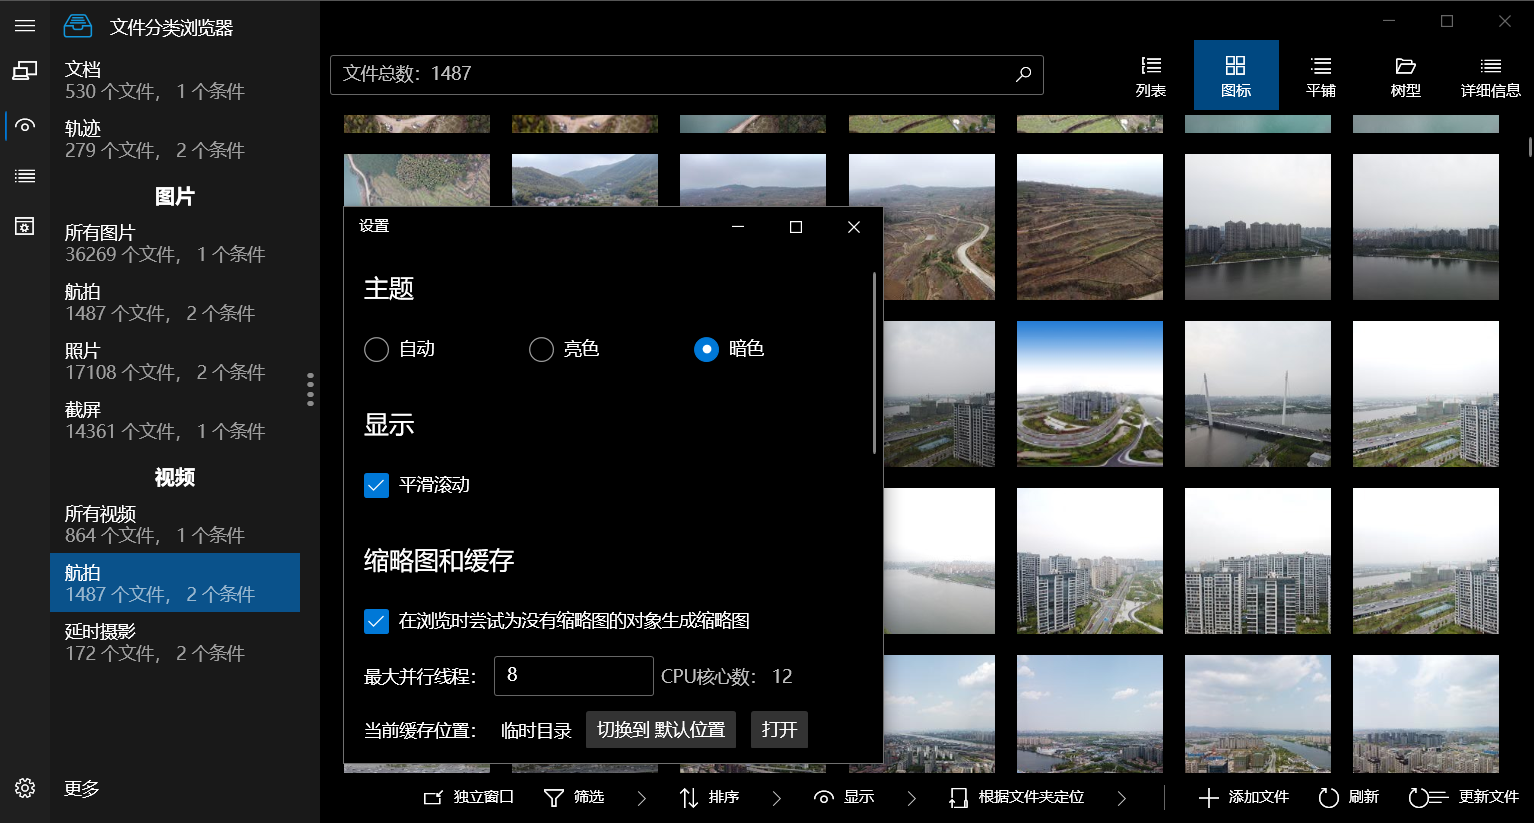 文件分类浏览器
文档
530 个文件， 1 个条件
轨迹
279 个文件， 2 个条件
图片
所有图片
36269 个文件， 1 个条件
航拍
1487 个文件， 2 个条件
照片
17108 个文件， 2 个条件
截屏
14361 个文件， 1 个条件
视频
所有视频
864 个文件， 1 个条件
航拍
1487 个文件， 2 个条件
延时摄影
172 个文件， 2 个条件
更多
文件总数：1487
列表
图标
平铺
树型
详细信息
设置
主题
自动
亮色
暗色
显示
平滑滚动
缩略图和缓存
在浏览时尝试为没有缩略图的对象生成缩略图
最大并行线程： 8 CPU核心数： 12
当前缓存位置： 临时目录 切换到 默认位置 打开
独立窗口
筛选
排序
显示
根据文件夹定位
添加文件
刷新
更新文件